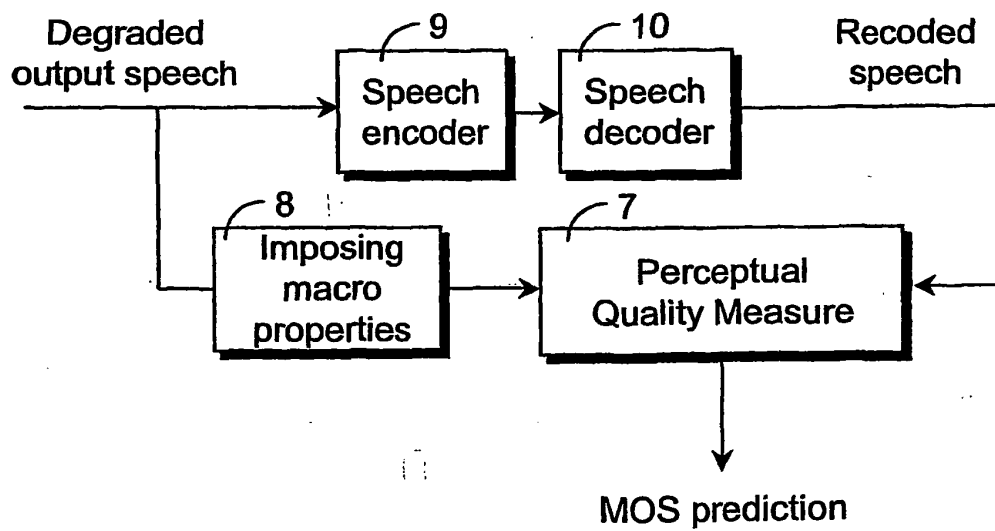 Degraded
output speech
9
Speech
encoder
10
Speech
decoder
Recoded
speech
8
Imposing
macro
properties
7
Perceptual
Quality Measure
MOS prediction